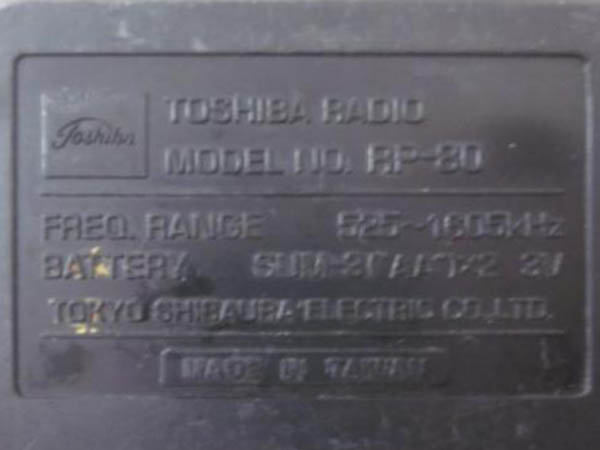 Toshiba
TOSHIBA RADIO
MODEL NO. RP-80
FREQ. RANGE 525~1605kHz
BATTERY SUM-3「AA」×2 3V
TOKYO SHIBAURA ELECTRIC CO.,LTD.
MADE IN TAIWAN